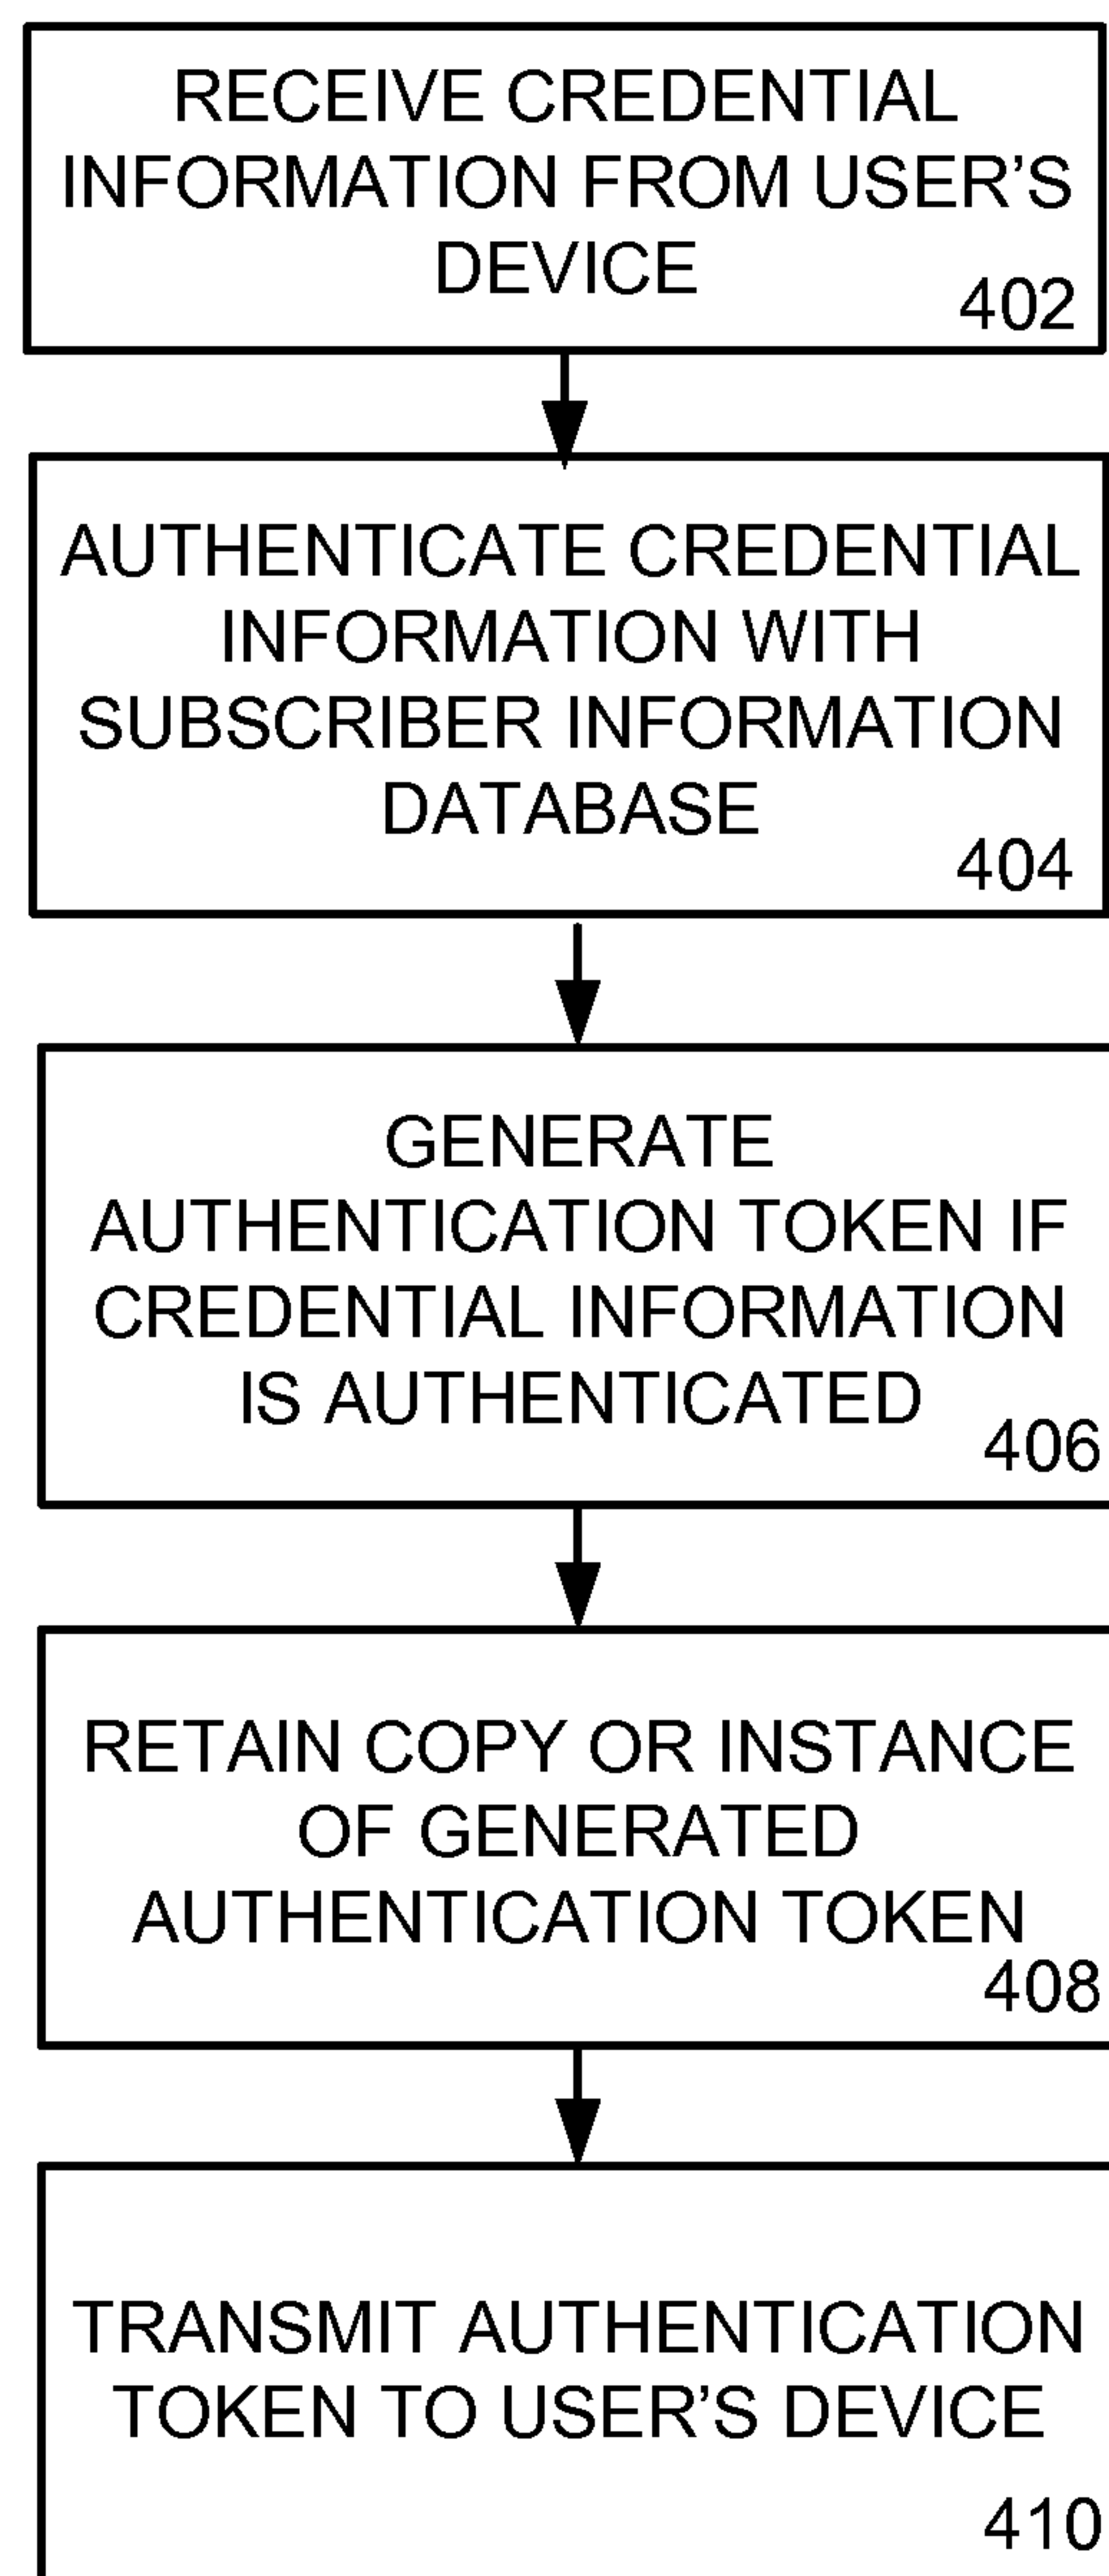 RECEIVE CREDENTIAL
INFORMATION FROM USER’S
DEVICE
402
AUTHENTICATE CREDENTIAL
INFORMATION WITH
SUBSCRIBER INFORMATION
DATABASE
404
GENERATE
AUTHENTICATION TOKEN IF
CREDENTIAL INFORMATION
IS AUTHENTICATED
406
RETAIN COPY OR INSTANCE
OF GENERATED
AUTHENTICATION TOKEN
408
TRANSMIT AUTHENTICATION
TOKEN TO USER’S DEVICE
410